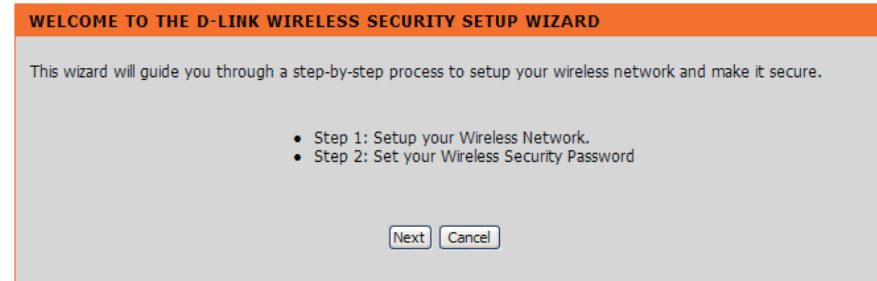 WELCOME TO THE D-LINK WIRELESS SECURITY SETUP WIZARD
This wizard will guide you through a step-by-step process to setup your wireless network and make it secure.
• Step 1: Setup your Wireless Network.
• Step 2: Set your Wireless Security Password
Next Cancel